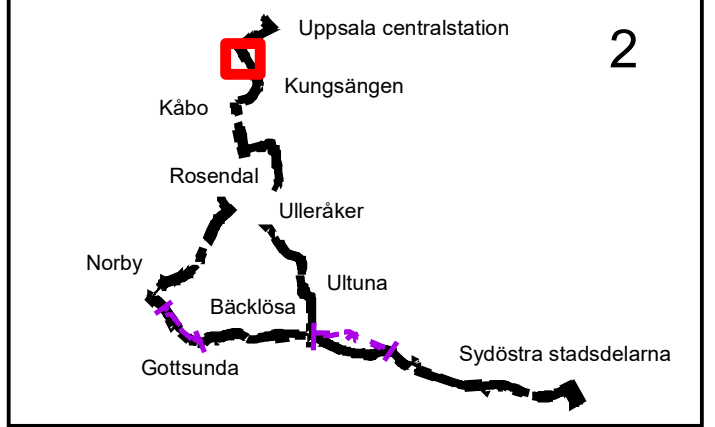 Uppsala centralstation
2
Kungsängen
Kåbo
Rosendal
Ulleråker
Norby
Ultuna
Bäcklösa
Sydöstra stadsdelarna
Gottsunda